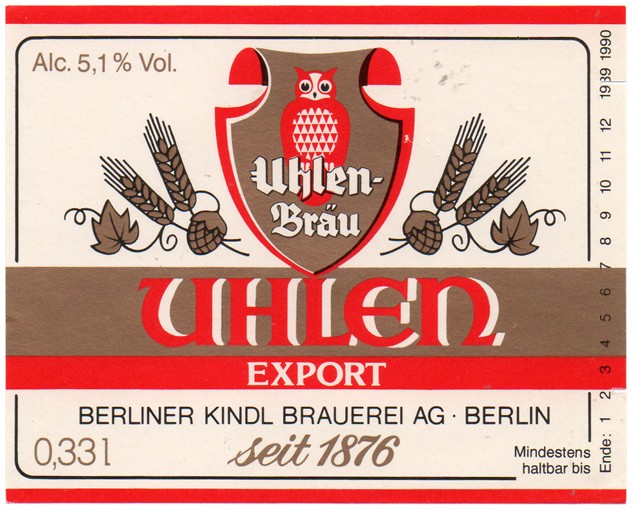 Alc. 5,1% Vol.
Uhlen-
Bräu
UHLEN
EXPORT
BERLINER KINDL BRAUEREI AG · BERLIN
0,33 l
seit 1876
Mindestens
haltbar bis
Ende: 1 2 3 4 5 6 7 8 9 10 11 12 1989 1990